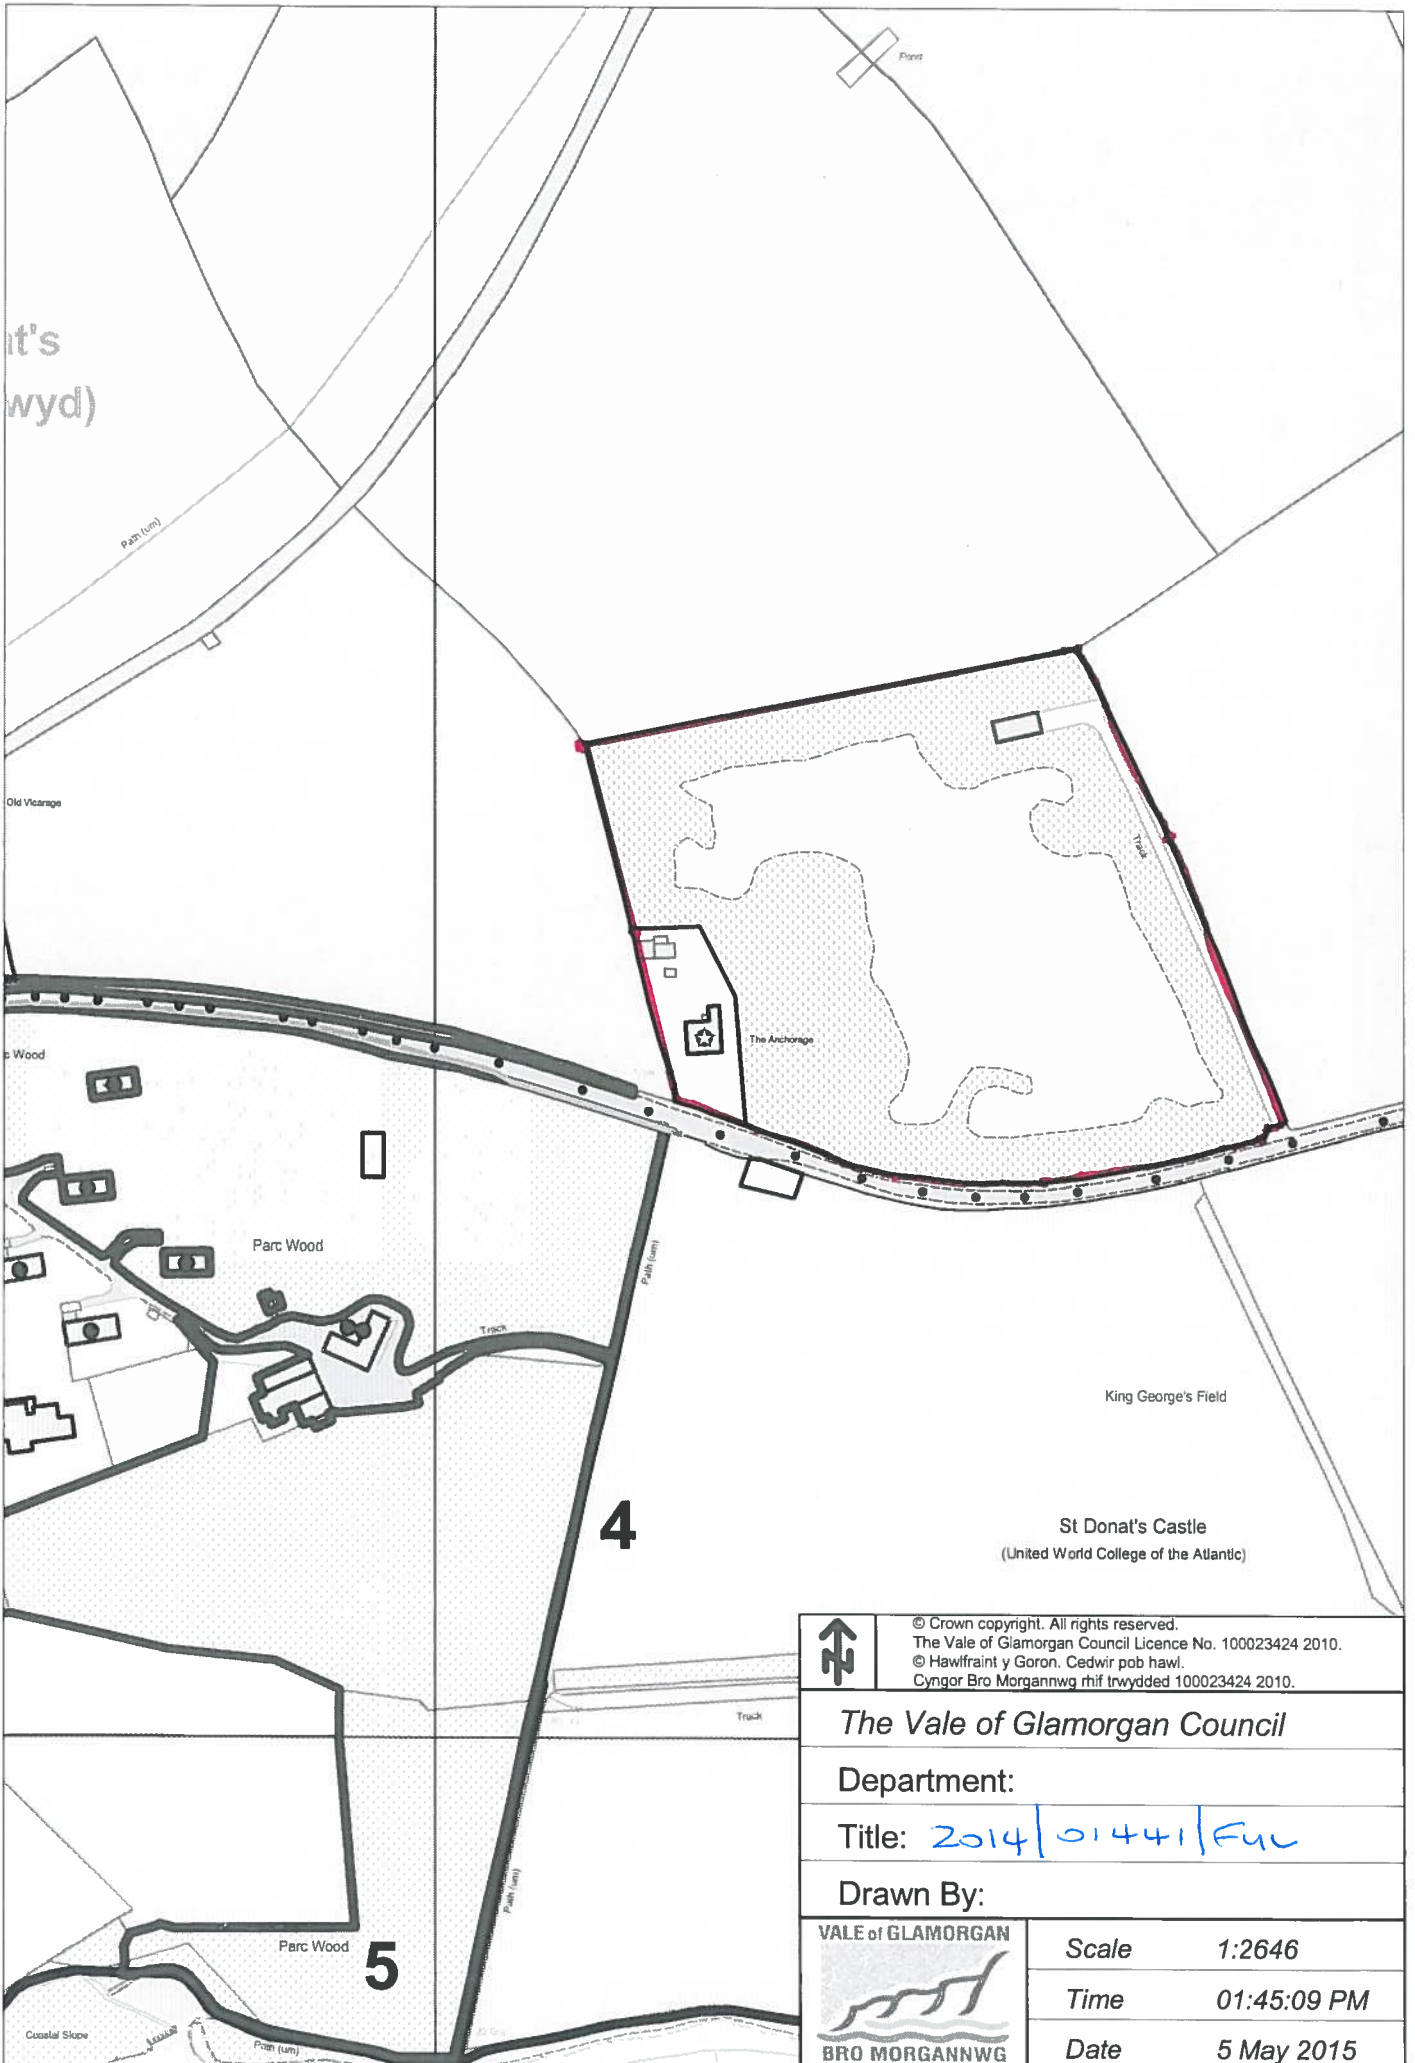 Pond
nt's
wyd)
Path (um)
Old Vicarage
Track
The Anchorage
c Wood
Parc Wood
Path (um)
Track
King George's Field
4
St Donat's Castle
(United World College of the Atlantic)
© Crown copyright. All rights reserved.
The Vale of Glamorgan Council Licence No. 100023424 2010.
© Hawlfraint y Goron. Cedwir pob hawl.
Cyngor Bro Morgannwg rhif trwydded 100023424 2010.
Track
The Vale of Glamorgan Council
Department:
Title: 2014/01441/FUL
Drawn By:
Path (um)
Parc Wood
5
VALE of GLAMORGAN
BRO MORGANNWG
Scale 1:2646
Time 01:45:09 PM
Date 5 May 2015
Coastal Slope
Path (um)